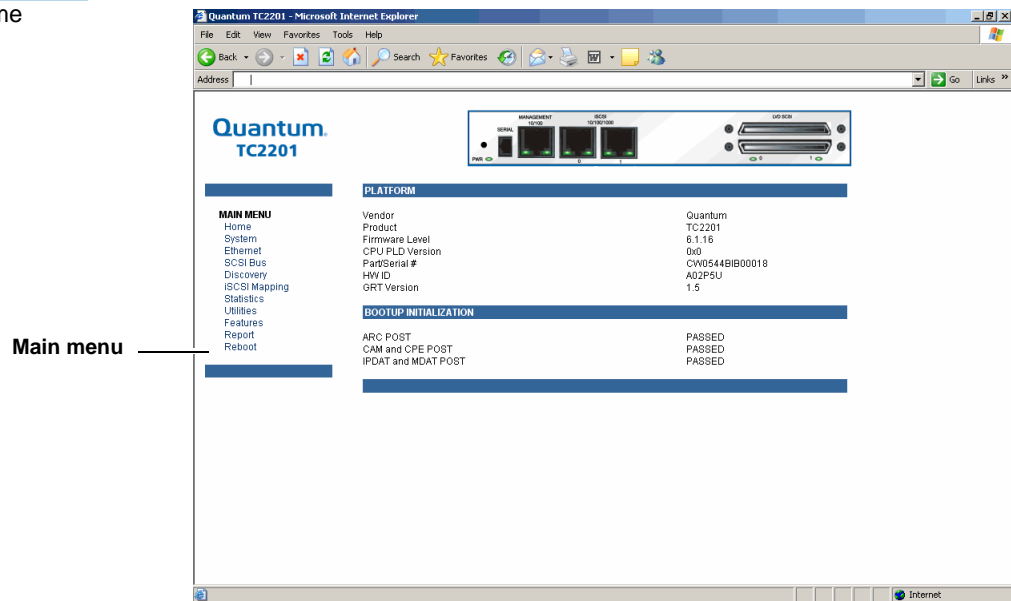 ne
Quantum TC2201 - Microsoft Internet Explorer
File Edit View Favorites Tools Help
Back Search Favorites
Address Go Links »
Quantum.
TC2201
MANAGEMENT
10/100
iSCSI
10/100/1000
LVD SCSI
SERIAL
PWR 0 1 0 1
PLATFORM
MAIN MENU
Home
System
Ethernet
SCSI Bus
Discovery
iSCSI Mapping
Statistics
Utilities
Features
Report
Reboot
Vendor Quantum
Product TC2201
Firmware Level 6.1.16
CPU PLD Version 0x0
Part/Serial # CW0544BIB00018
HW ID A02P5U
GRT Version 1.5
BOOTUP INITIALIZATION
ARC POST PASSED
CAM and CPE POST PASSED
IPDAT and MDAT POST PASSED
Main menu
Internet